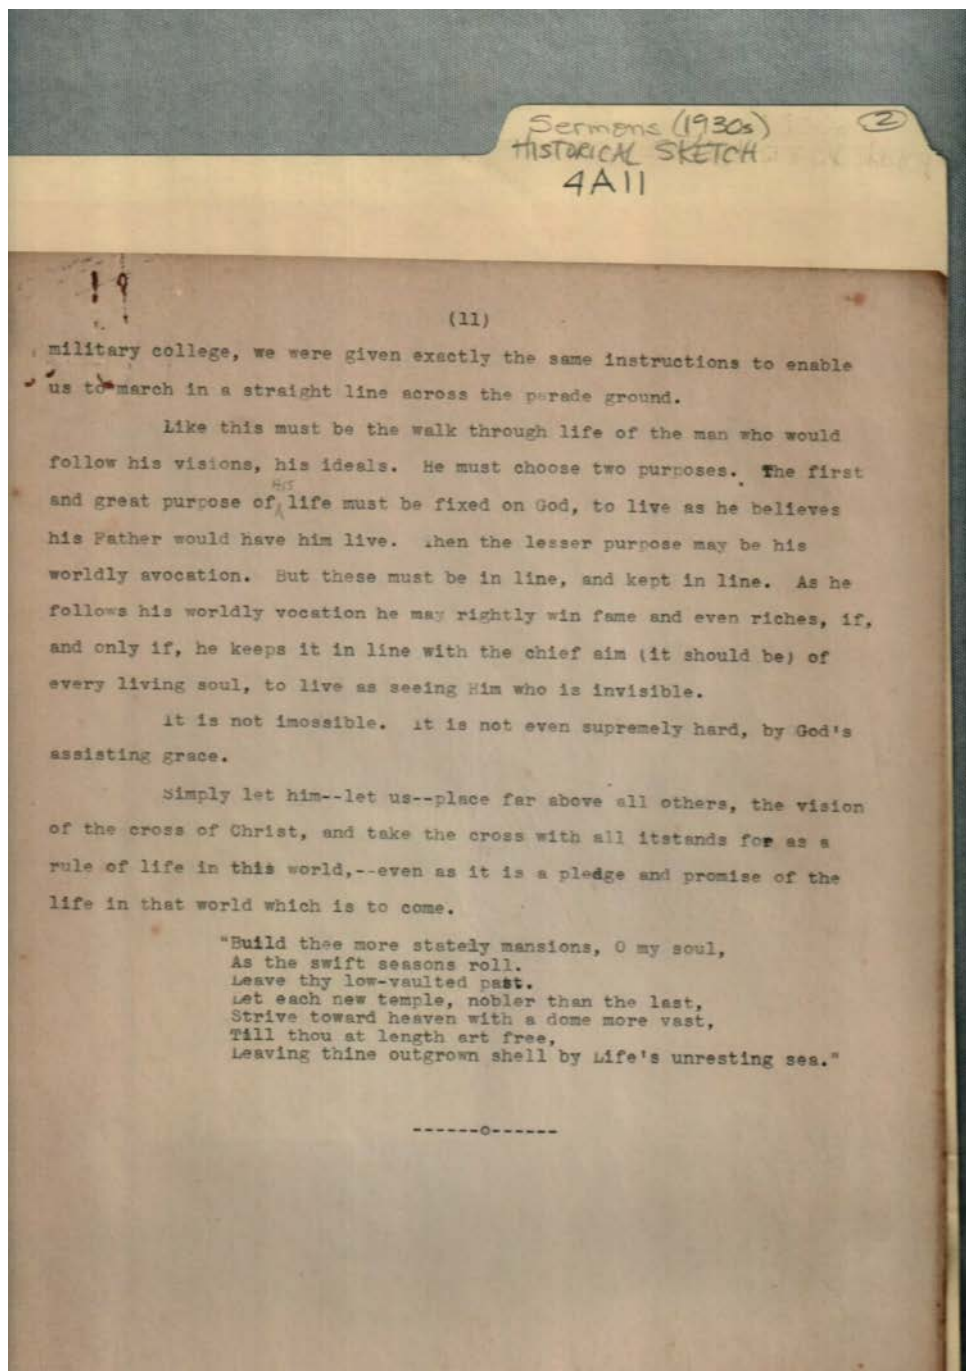 Sermons (1930s)
2
HISTORICAL SKETCH
4A11
(11)
military college, we were given exactly the same instructions to enable
us to march in a straight line across the parade ground.
Like this must be the walk through life of the man who would
follow his visions, his ideals. He must choose two purposes. The first
His
and great purpose of life must be fixed on God, to live as he believes
his Father would have him live. Then the lesser purpose may be his
worldly avocation. But these must be in line, and kept in line. As he
follows his worldly vocation he may rightly win fame and even riches, if,
and only if, he keeps it in line with the chief aim (it should be) of
every living soul, to live as seeing Him who is invisible.
It is not imossible. It is not even supremely hard, by God's
assisting grace.
Simply let him--let us--place far above all others, the vision
of the cross of Christ, and take the cross with all itstands for as a
rule of life in this world,--even as it is a pledge and promise of the
life in that world which is to come.
"Build thee more stately mansions, O my soul,
As the swift seasons roll.
Leave thy low-vaulted past.
Let each new temple, nobler than the last,
Strive toward heaven with a dome more vast,
Till thou at length art free,
Leaving thine outgrown shell by Life's unresting sea."
------o------